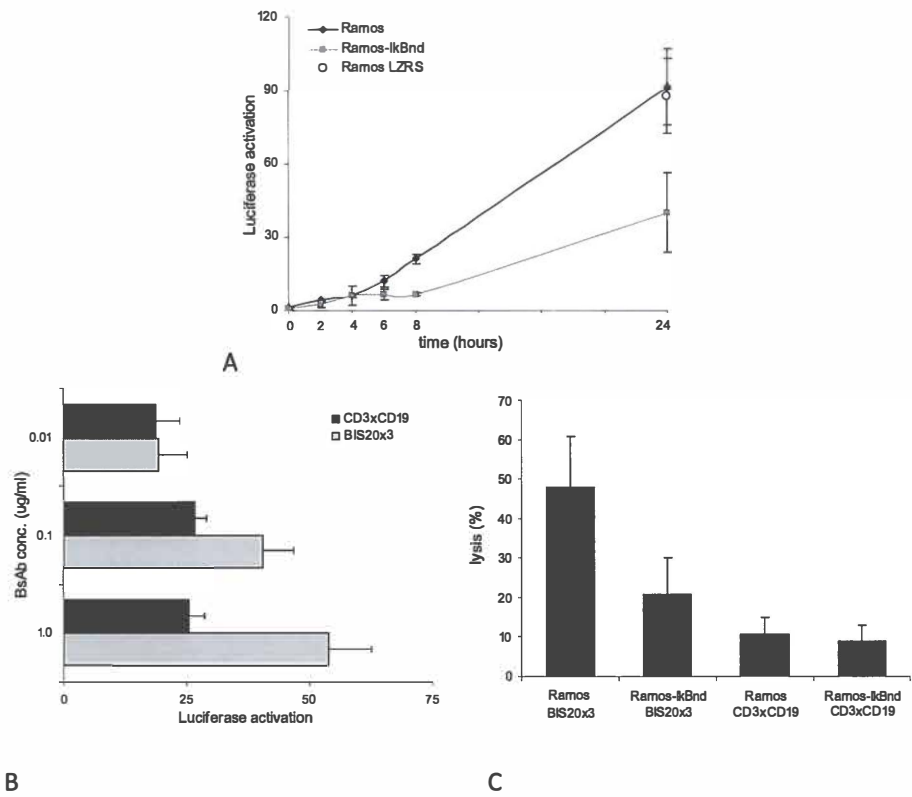 120
90
60
30
0
Luciferase activation
Ramos
Ramos-IkBnd
Ramos LZRS
0 2 4 6 8 24
time (hours)
A
BsAb conc. (ug/ml)
0.01
0.1
1.0
CD3xCD19
BIS20x3
0 25 50 75
Luciferase activation
B
70
60
50
40
30
20
10
0
lysis (%)
Ramos Ramos-IkBnd Ramos Ramos-IkBnd
BIS20x3 BIS20x3 CD3xCD19 CD3xCD19
C